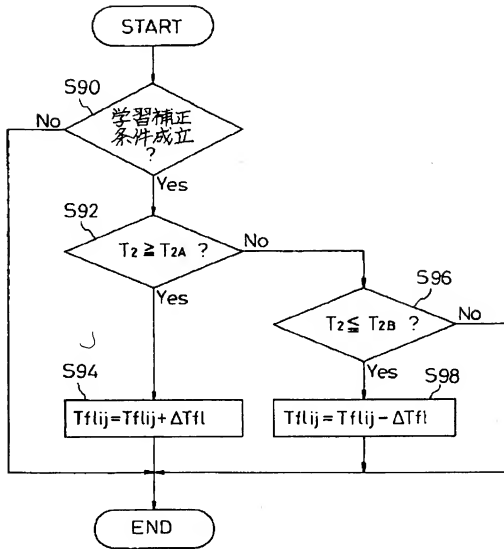 START
S90
No
学習補正
条件成立
?
Yes
S92
T2 ≧ T2A ?
No
Yes
S96
T2 ≦ T2B ?
No
Yes
S94
Tflij=Tflij+ΔTfl
S98
Tflij=Tflij-ΔTfl
END